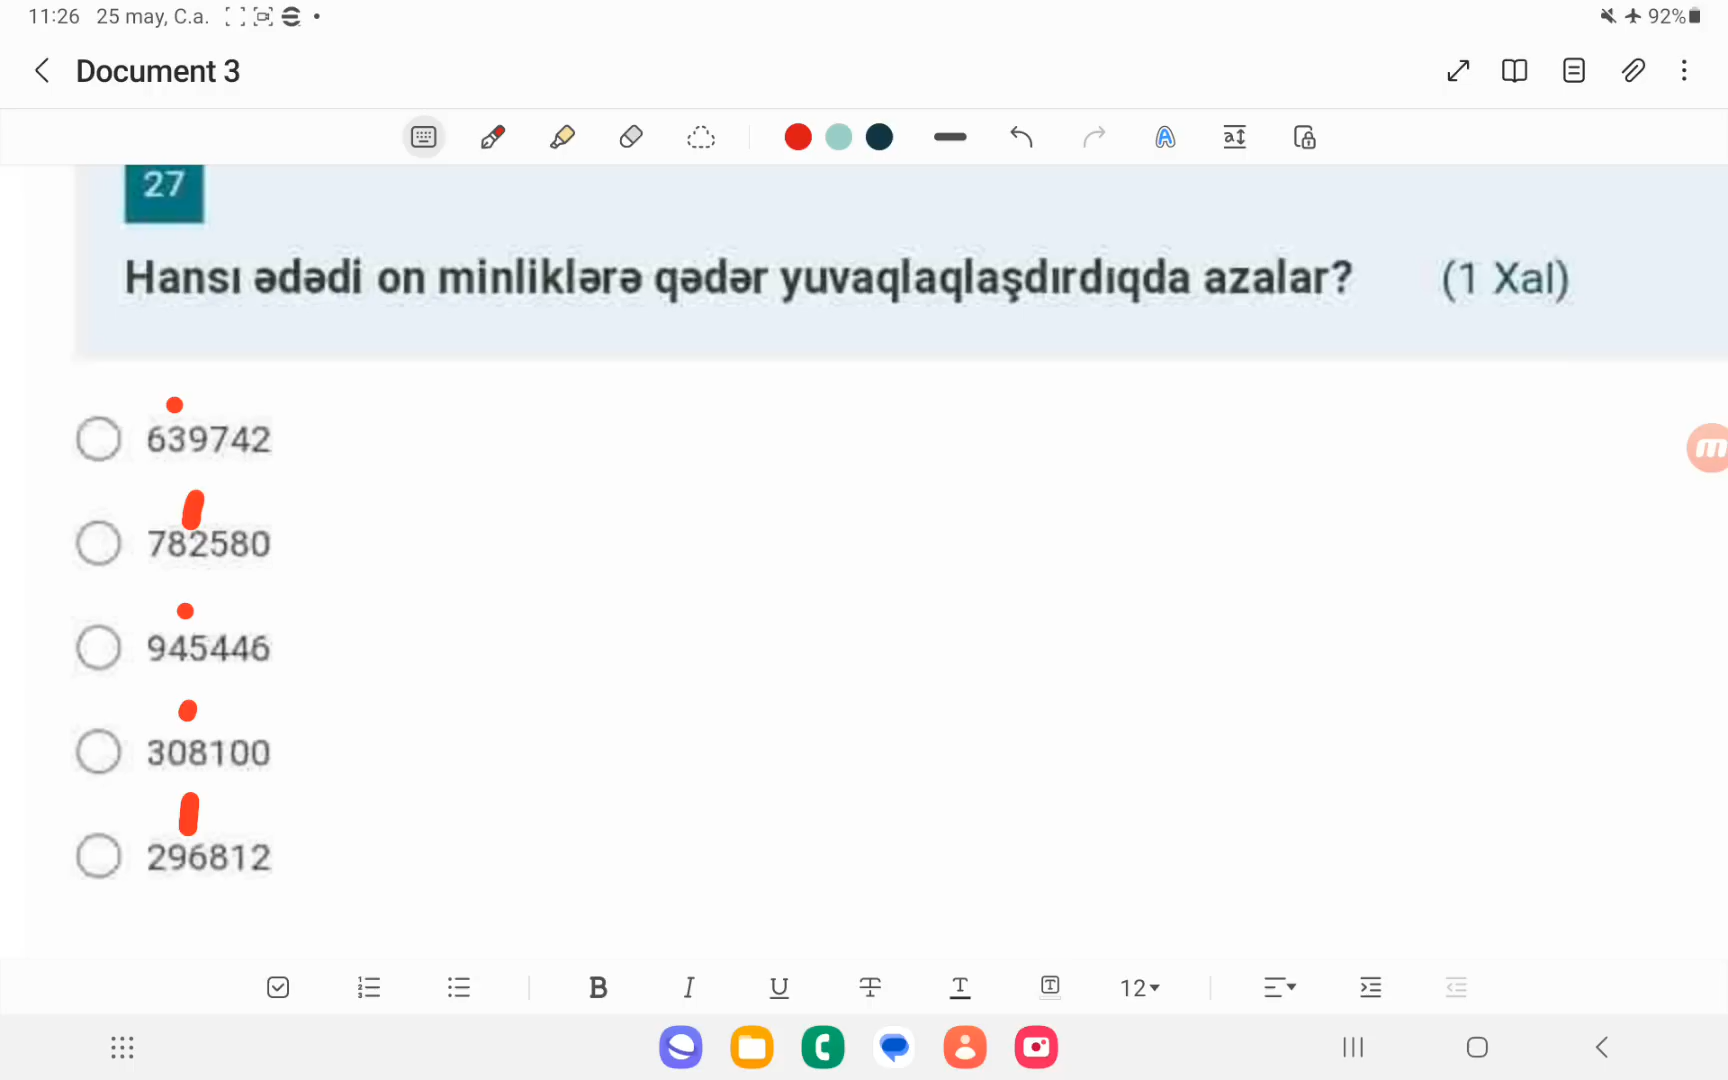 11:26 25 may, C.a. 92%
Document 3
27
Hansı ədədi on minliklərə qədər yuvaqlaqlaşdırdıqda azalar? (1 Xal)
639742
782580
945446
308100
296812
B I U T T T 12